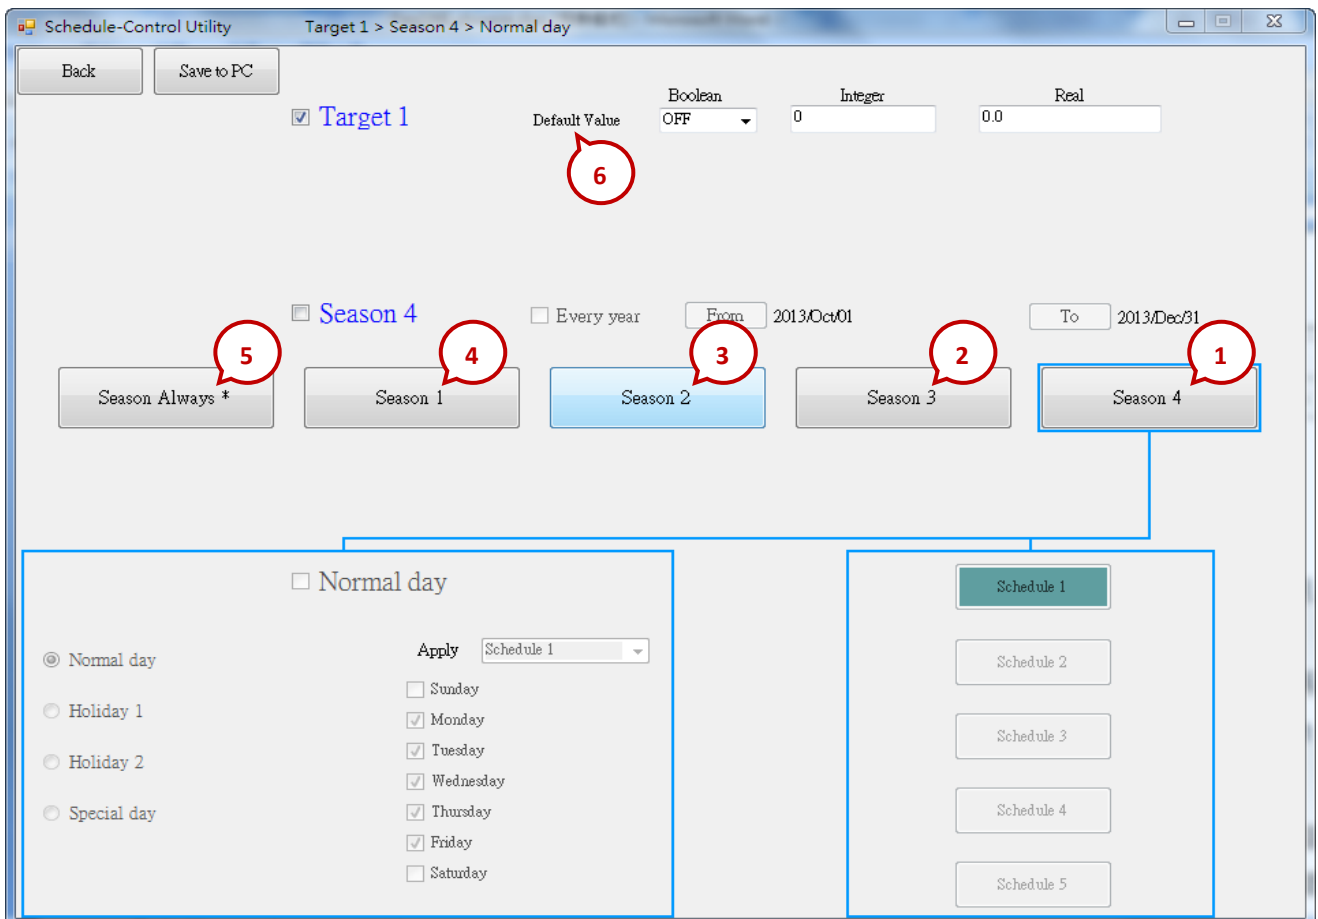 Schedule-Control Utility Target 1 > Season 4 > Normal day
Back Save to PC
Boolean Integer Real
Target 1 Default Value OFF 0 0.0
6
Season 4 Every year From 2013/Oct/01 To 2013/Dec/31
5 4 3 2 1
Season Always * Season 1 Season 2 Season 3 Season 4
Normal day
Schedule 1
Apply Schedule 1
Normal day
Schedule 2
Sunday
Holiday 1
Monday
Schedule 3
Tuesday
Holiday 2
Wednesday
Special day
Thursday
Schedule 4
Friday
Saturday
Schedule 5